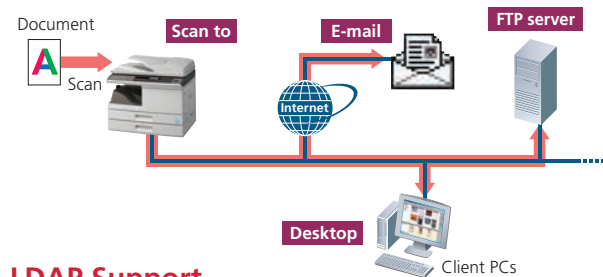 Document
Scan to
E-mail
FTP server
A
Scan
Internet
Desktop
Client PCs
LDAP Support